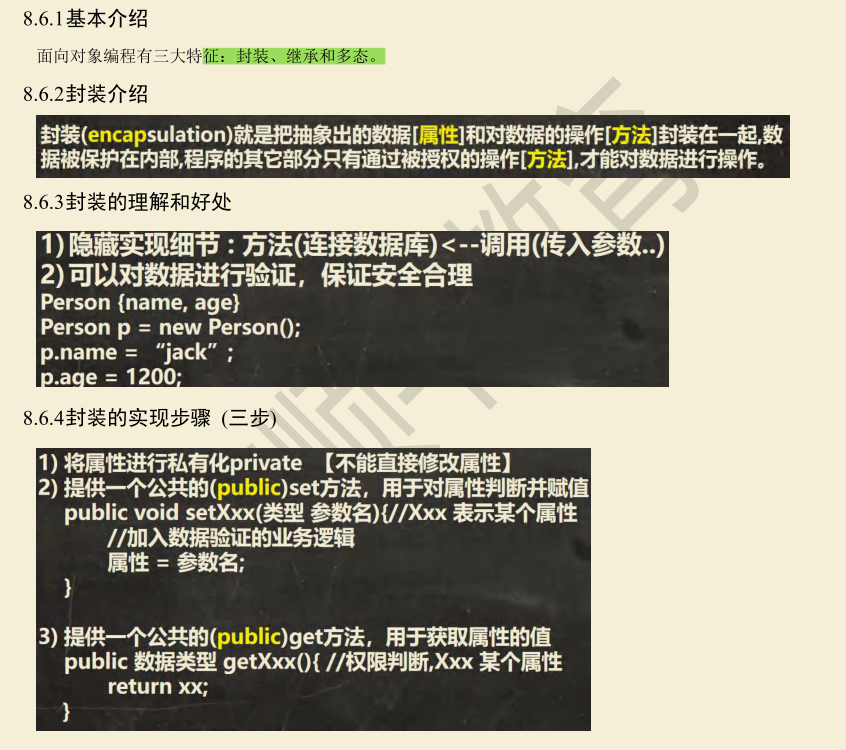 8.6.1基本介绍
面向对象编程有三大特征：封装、继承和多态。
8.6.2封装介绍
封装(encapsulation)就是把抽象出的数据[属性]和对数据的操作[方法]封装在一起,数
据被保护在内部,程序的其它部分只有通过被授权的操作[方法],才能对数据进行操作。
8.6.3封装的理解和好处
1) 隐藏实现细节：方法(连接数据库)<--调用(传入参数..)
2) 可以对数据进行验证，保证安全合理
Person {name, age}
Person p = new Person();
p.name = “jack”;
p.age = 1200;
8.6.4封装的实现步骤 (三步)
1) 将属性进行私有化private 【不能直接修改属性】
2) 提供一个公共的(public)set方法，用于对属性判断并赋值
public void setXxx(类型 参数名){//Xxx 表示某个属性
//加入数据验证的业务逻辑
属性 = 参数名;
}
3) 提供一个公共的(public)get方法，用于获取属性的值
public 数据类型 getXxx(){ //权限判断,Xxx 某个属性
return xx;
}